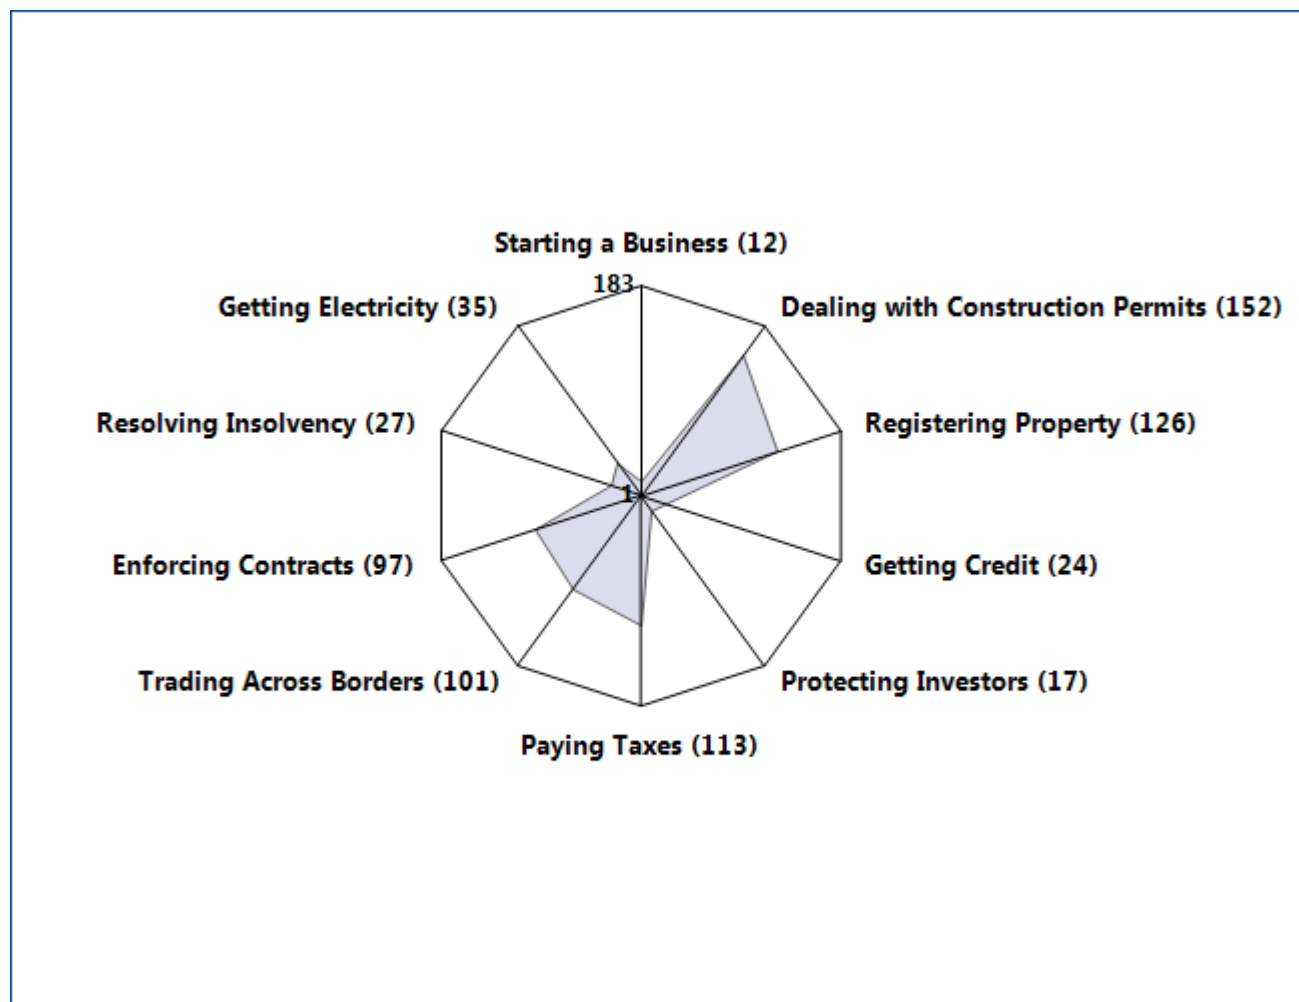 Starting a Business (12)
183
Getting Electricity (35)
Dealing with Construction Permits (152)
Resolving Insolvency (27)
Registering Property (126)
1
Enforcing Contracts (97)
Getting Credit (24)
Trading Across Borders (101)
Protecting Investors (17)
Paying Taxes (113)